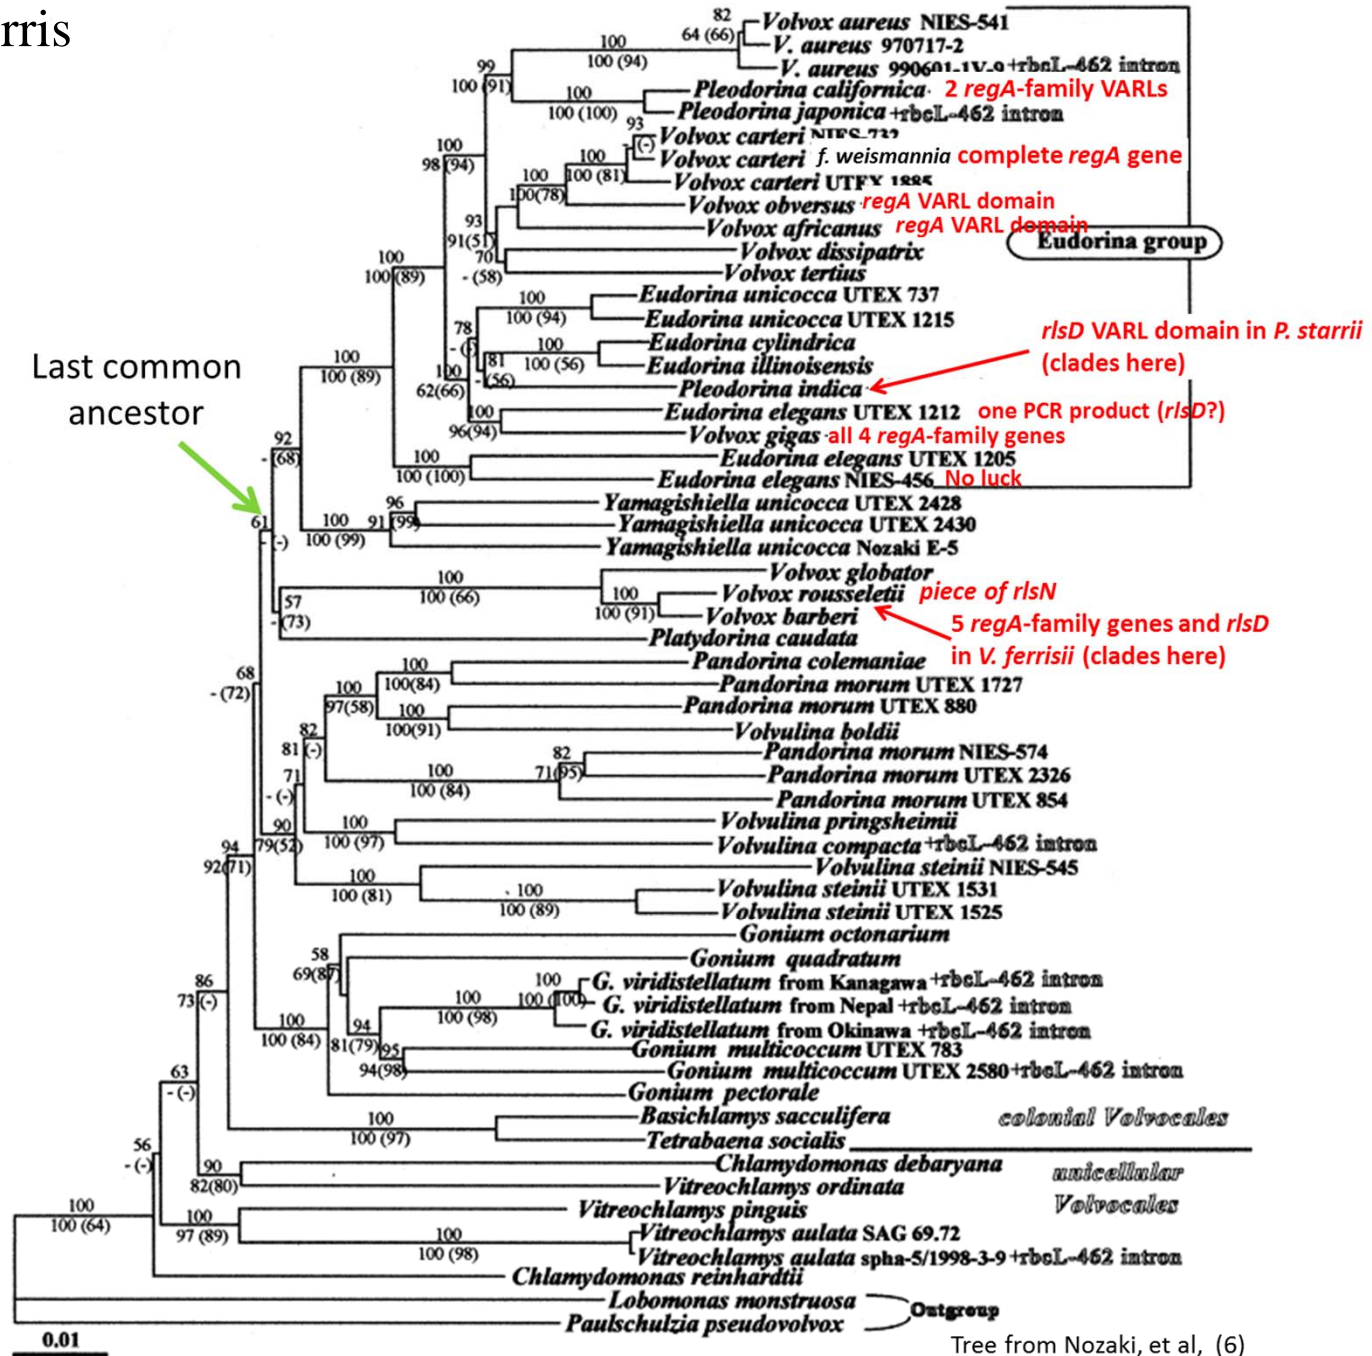 rris
82
64 (66)
Volvox aureus NIES-541
100
100 (94)
V. aureus 970717-2
99
100 (91)
V. aureus 990601-1V-9 +rbcL-462 intron
100
100 (100)
Pleodorina californica 2 regA-family VARLs
Pleodorina japonica +rbcL-462 intron
93
(-)
Volvox carteri NIES-732
100
98 (94)
100
100 (81)
Volvox carteri f. weismannia complete regA gene
100
100(78)
Volvox carteri UTEX 1885
Volvox obversus regA VARL domain
93
91(51)
Volvox africanus regA VARL domain
Eudorina group
70
- (58)
Volvox dissipatrix
Volvox tertius
100
100 (89)
100
100 (94)
Eudorina unicocca UTEX 737
Eudorina unicocca UTEX 1215
78
- (-)
100
100 (56)
Eudorina cylindrica
rlsD VARL domain in P. starrii
(clades here)
81
- (56)
Eudorina illinoisensis
Last common
ancestor
100
100 (89)
100
62(66)
Pleodorina indica
100
96(94)
Eudorina elegans UTEX 1212 one PCR product (rlsD?)
Volvox gigas all 4 regA-family genes
92
- (68)
100
100 (100)
Eudorina elegans UTEX 1205
Eudorina elegans NIES-456 No luck
96
91 (99)
Yamagishiella unicocca UTEX 2428
61
- (-)
100
100 (99)
Yamagishiella unicocca UTEX 2430
Yamagishiella unicocca Nozaki E-5
100
100 (66)
Volvox globator
57
- (73)
100
100 (91)
Volvox rousseletii piece of rlsN
Volvox barberi
5 regA-family genes and rlsD
in V. ferrisii (clades here)
Platydorina caudata
68
- (72)
100
100(84)
Pandorina colemaniae
100
97(58)
Pandorina morum UTEX 1727
100
100(91)
Pandorina morum UTEX 880
82
81 (-)
Volvulina boldii
82
71(95)
Pandorina morum NIES-574
71
- (-)
100
100 (84)
Pandorina morum UTEX 2326
Pandorina morum UTEX 854
90
79(52)
100
100 (97)
Volvulina pringsheimii
Volvulina compacta +rbcL-462 intron
94
92(71)
100
100 (81)
Volvulina steinii NIES-545
100
100 (89)
Volvulina steinii UTEX 1531
Volvulina steinii UTEX 1525
Gonium octonarium
58
69(87)
Gonium quadratum
86
73 (-)
100
100 (98)
100
100 (100)
G. viridistellatum from Kanagawa +rbcL-462 intron
G. viridistellatum from Nepal +rbcL-462 intron
100
100 (84)
94
81(79)
G. viridistellatum from Okinawa +rbcL-462 intron
95
94(98)
Gonium multicoccum UTEX 783
Gonium multicoccum UTEX 2580 +rbcL-462 intron
63
- (-)
Gonium pectorale
100
100 (97)
Basichlamys sacculifera
colonial Volvocales
Tetrabaena socialis
56
- (-)
90
82(80)
Chlamydomonas debaryana
unicellular
Volvocales
Vitreochlamys ordinata
100
100 (64)
100
97 (89)
Vitreochlamys pinguis
100
100 (98)
Vitreochlamys aulata SAG 69.72
Vitreochlamys aulata spha-5/1998-3-9 +rbcL-462 intron
Chlamydomonas reinhardtii
Lobomonas monstruosa
Outgroup
Paulschulzia pseudovolvox
0.01
Tree from Nozaki, et al, (6)